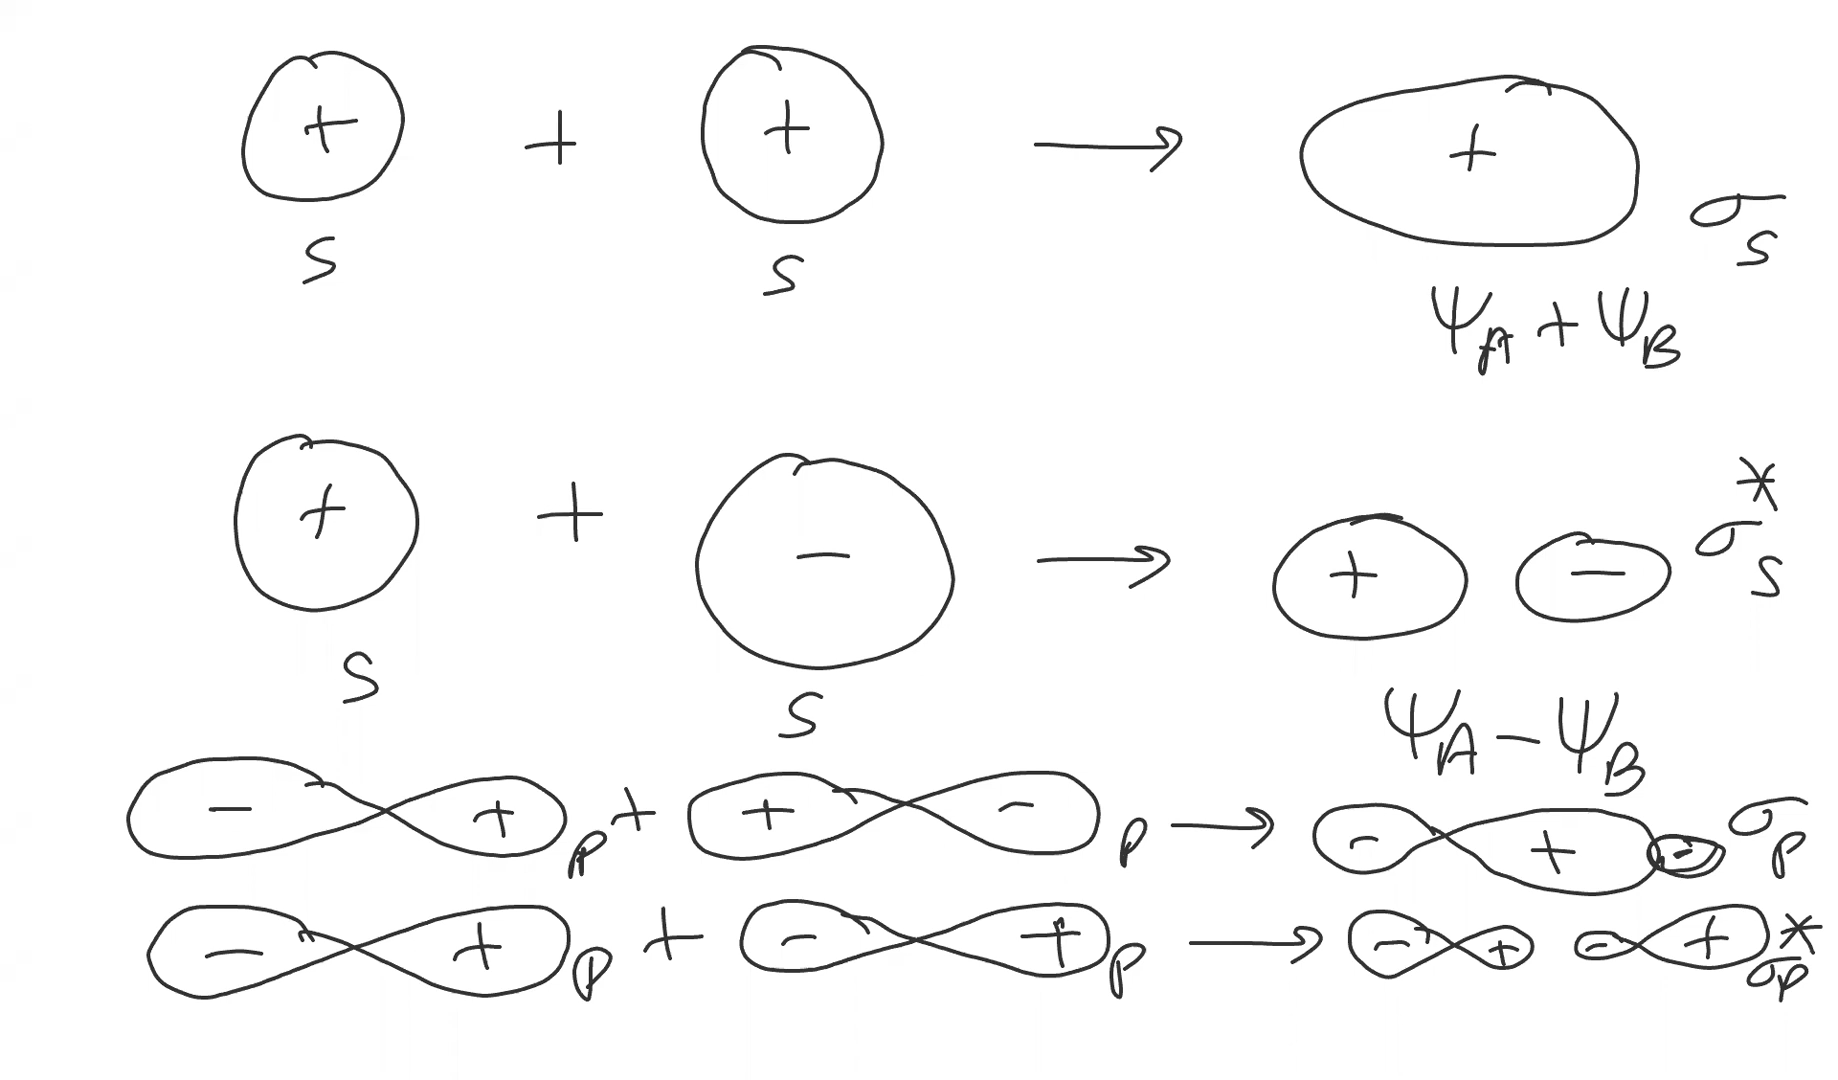 + + + → + σs
s s
ψA + ψB
+ + - → + - σs*
s s
ψA - ψB
- + p + + - p → - + - σp
- + p + - + p → - + - + σp*